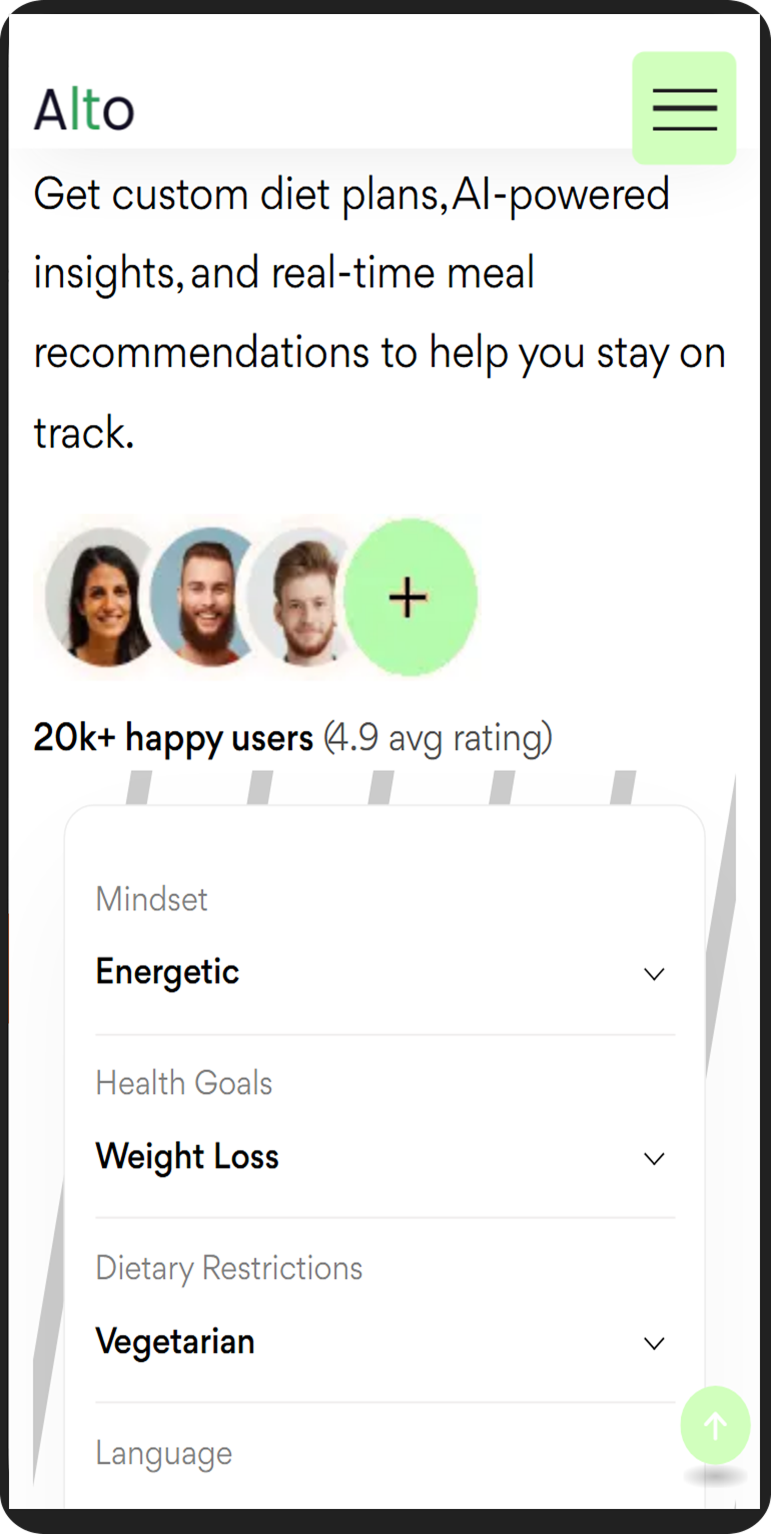 Alto
Get custom diet plans, AI-powered
insights, and real-time meal
recommendations to help you stay on
track.
20k+ happy users (4.9 avg rating)
Mindset
Energetic
Health Goals
Weight Loss
Dietary Restrictions
Vegetarian
Language